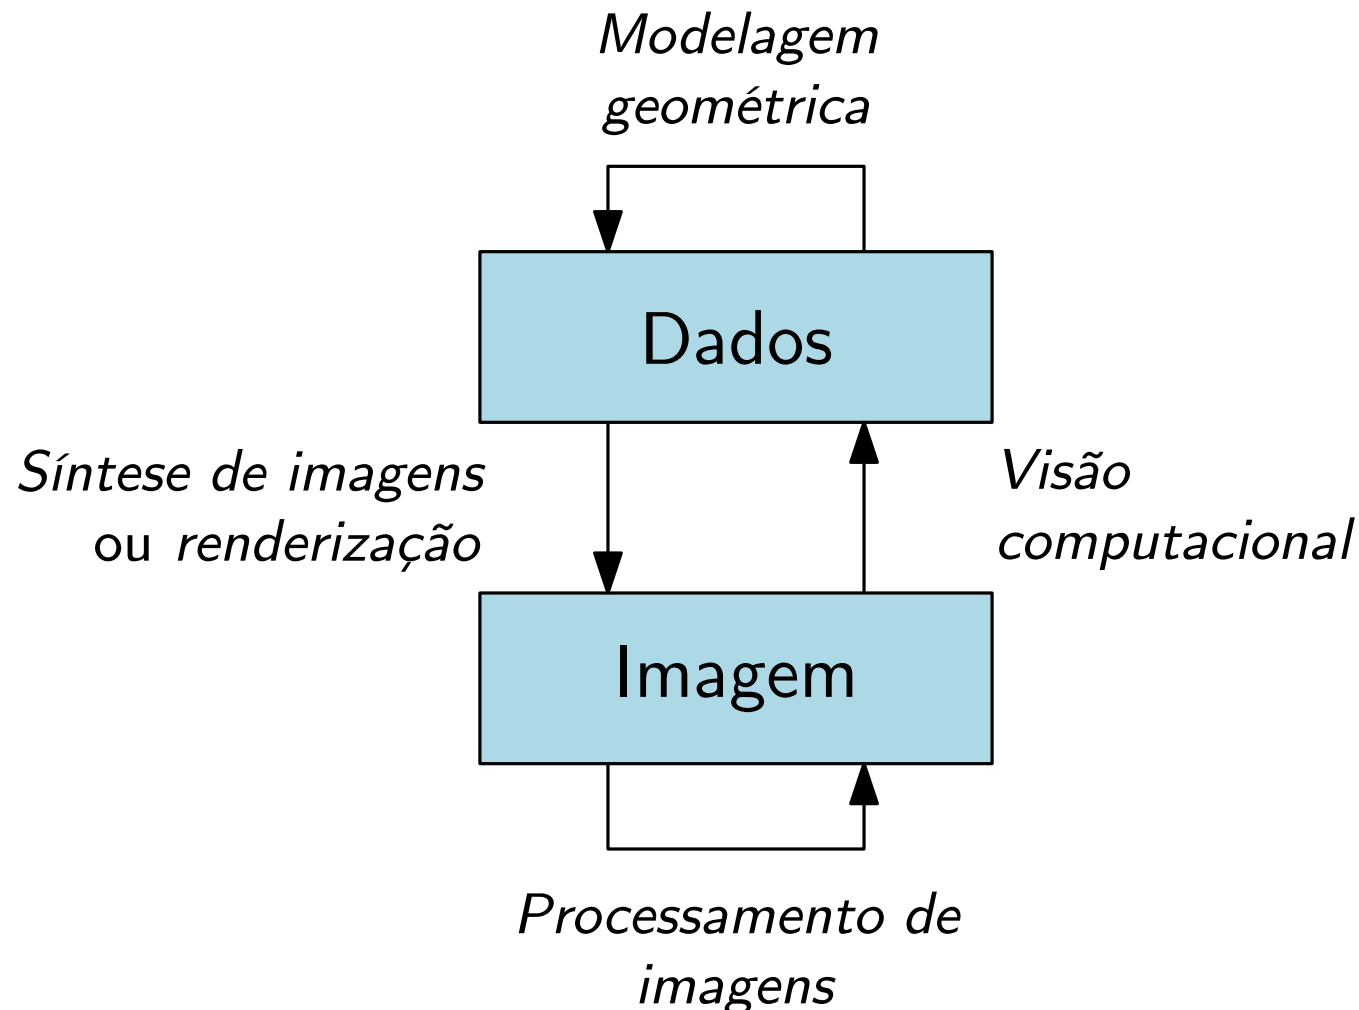 Modelagem
geométrica
Dados
Síntese de imagens
ou renderização
Visão
computacional
Imagem
Processamento de
imagens